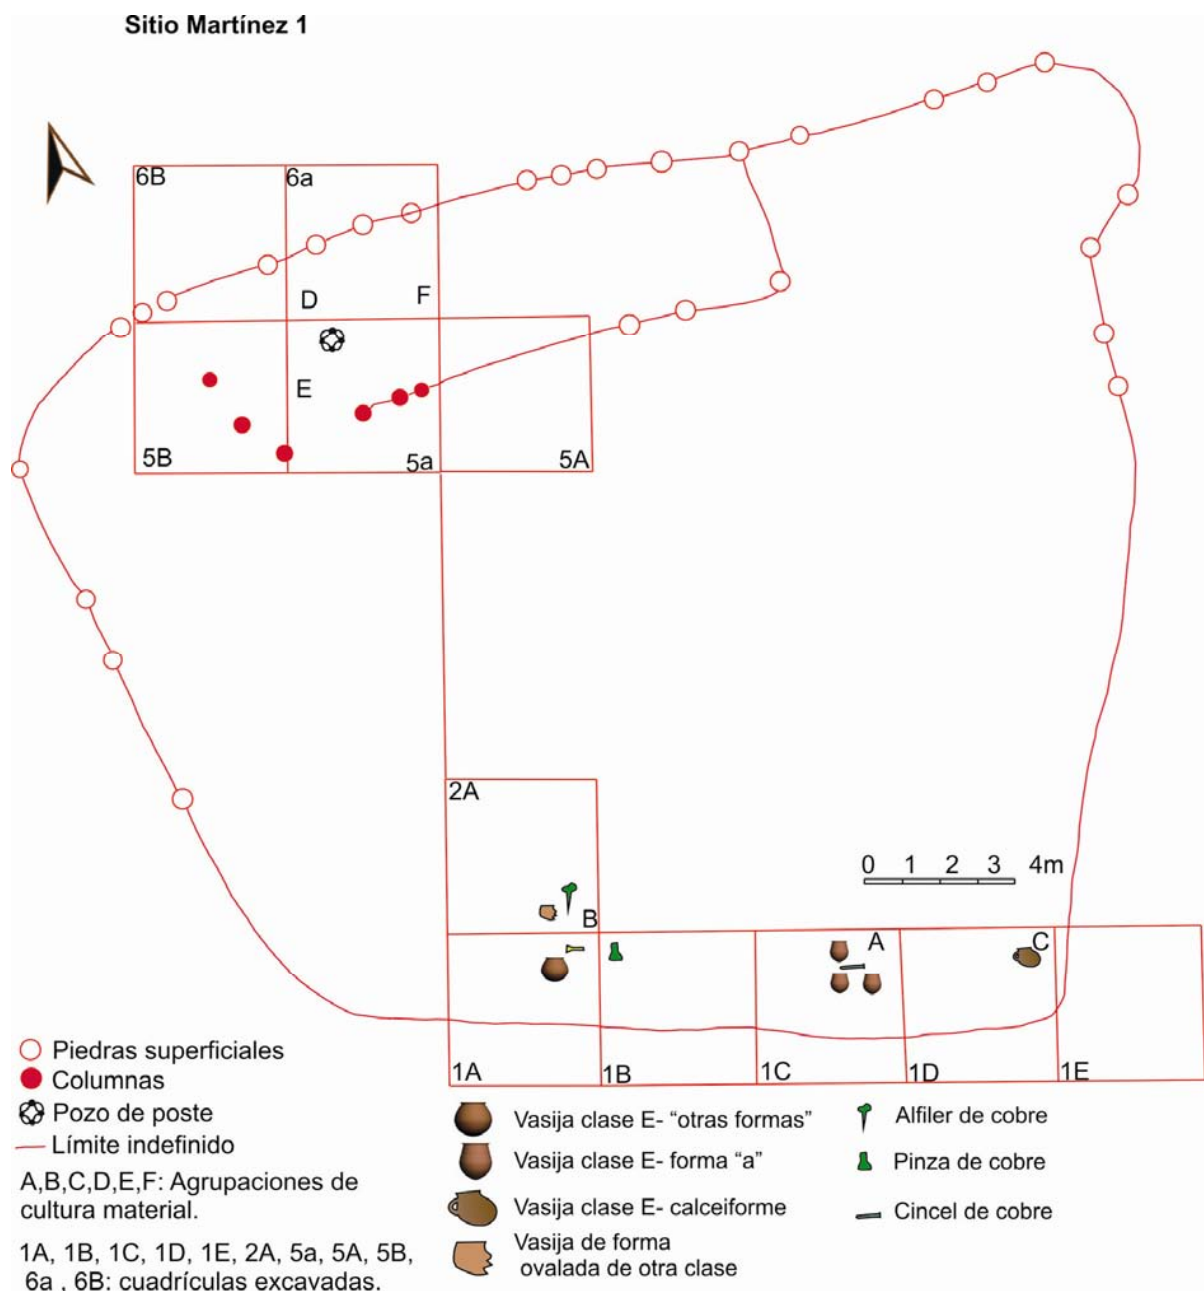 Sitio Martínez 1
6B
6a
D
F
E
5B
5a
5A
2A
0 1 2 3 4m
B
A
C
1A
1B
1C
1D
1E
Piedras superficiales
Columnas
Pozo de poste
Límite indefinido
A,B,C,D,E,F: Agrupaciones de
cultura material.
1A, 1B, 1C, 1D, 1E, 2A, 5a, 5A, 5B,
6a , 6B: cuadrículas excavadas.
Vasija clase E- “otras formas”
Vasija clase E- forma “a”
Vasija clase E- calceiforme
Vasija de forma
ovalada de otra clase
Alfiler de cobre
Pinza de cobre
Cincel de cobre